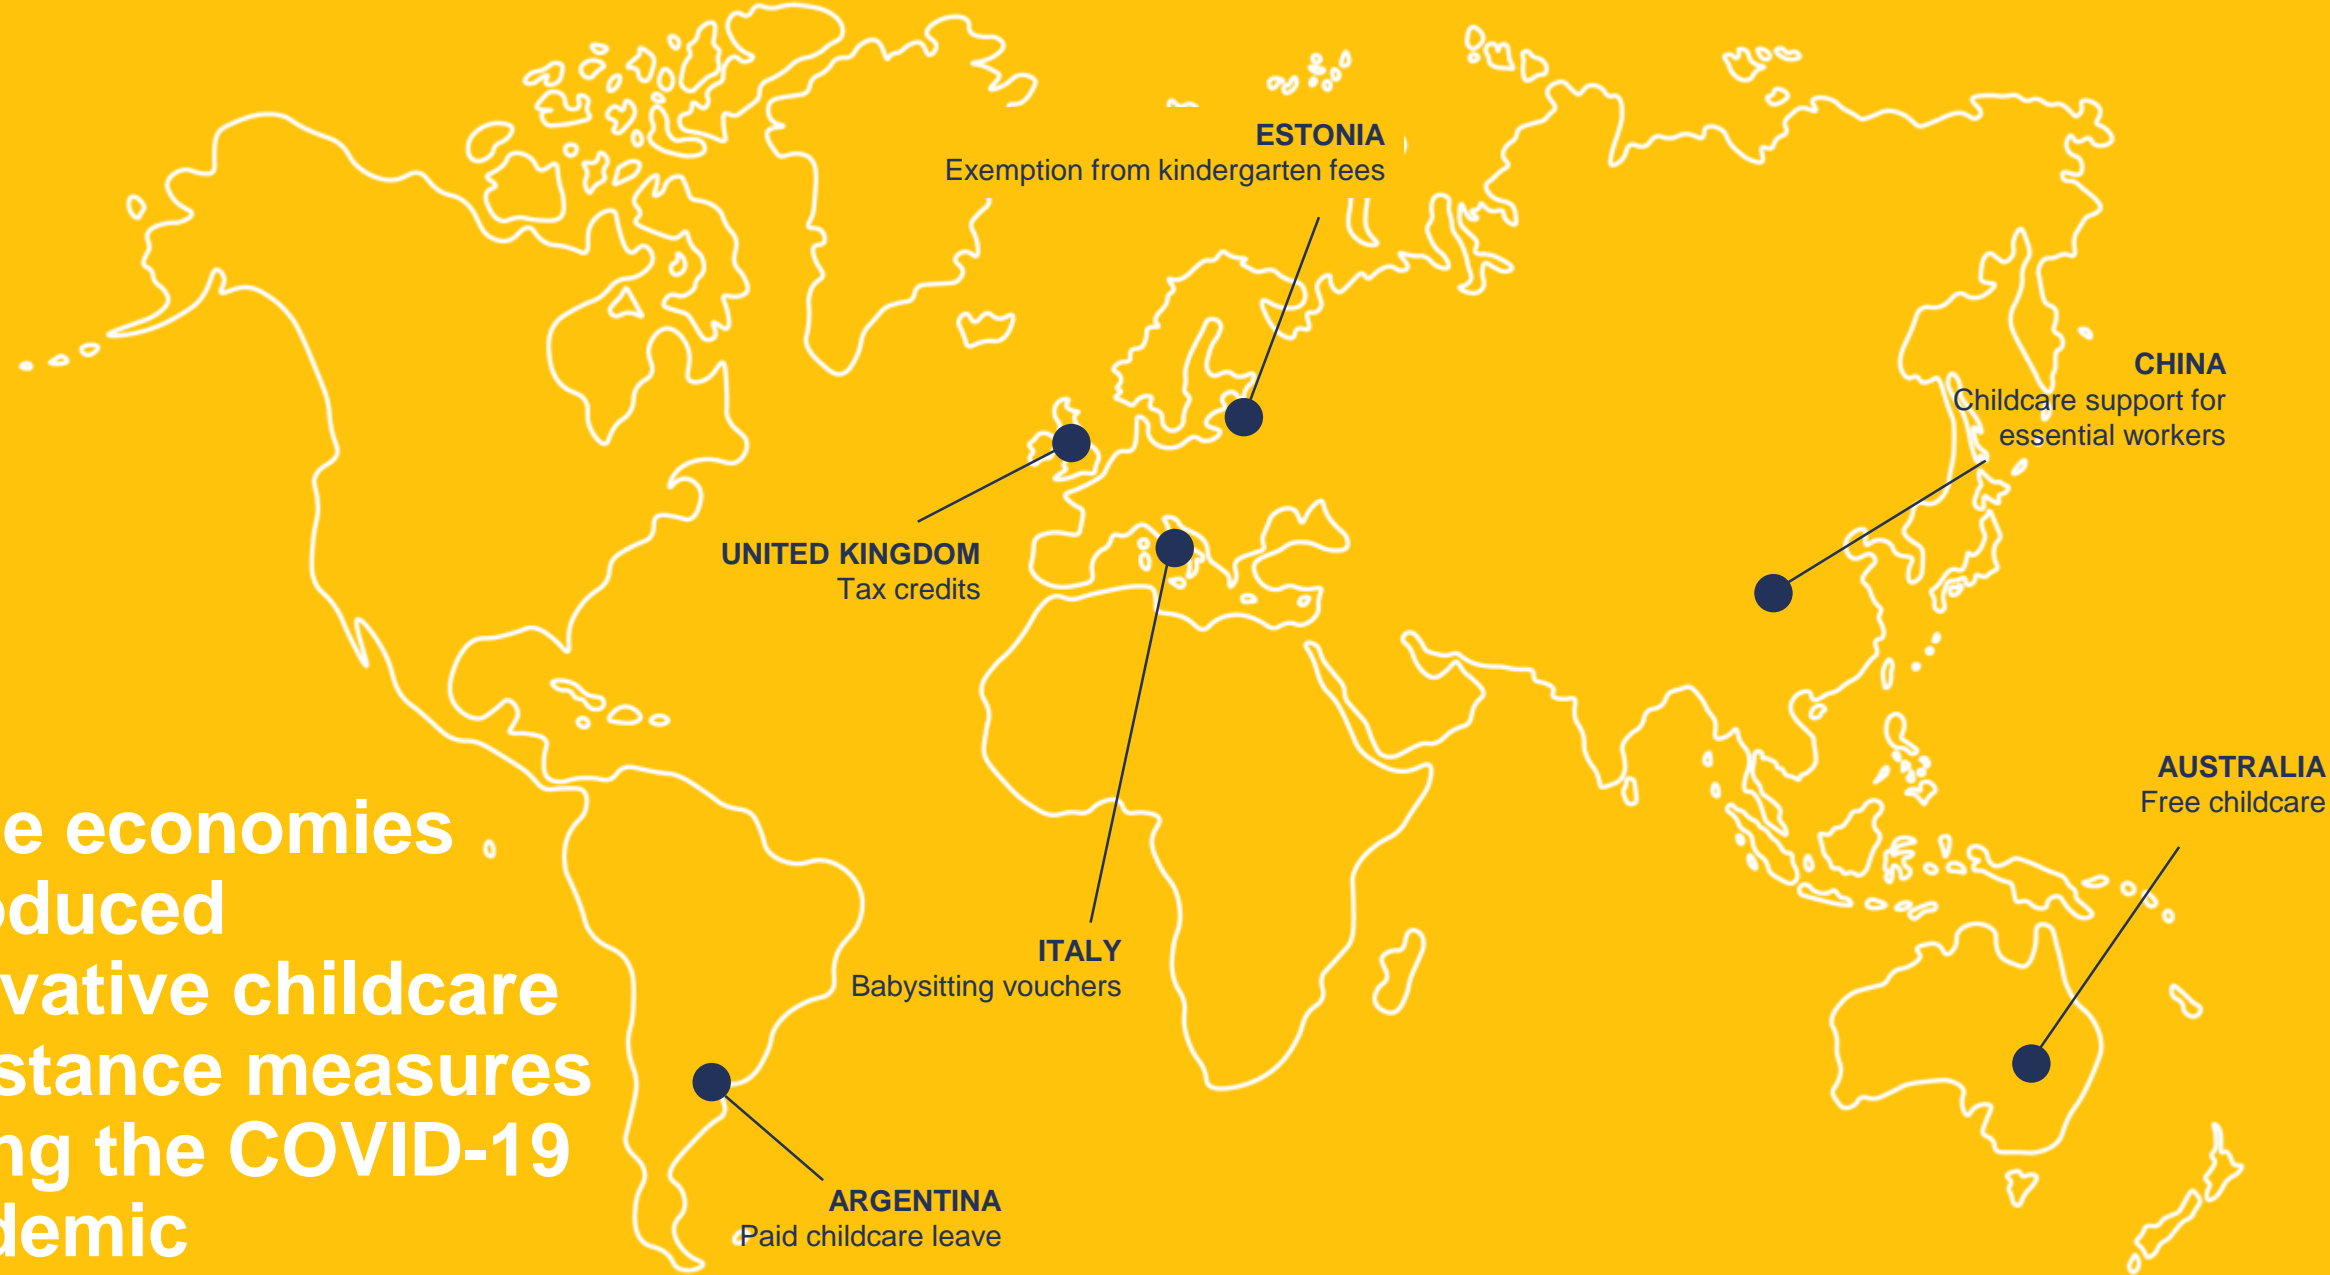 ESTONIA
Exemption from kindergarten fees
CHINA
Childcare support for
essential workers
UNITED KINGDOM
Tax credits
AUSTRALIA
Free childcare
e economies
oduced
vative childcare
stance measures
ng the COVID-19
demic
ITALY
Babysitting vouchers
ARGENTINA
Paid childcare leave